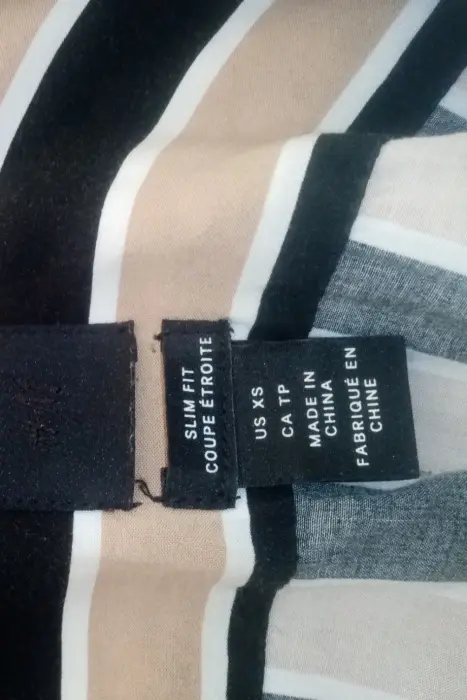 SLIM FIT
COUPE ÉTROITE
US XS
CA TP
MADE IN
CHINA
FABRIQUÉ EN
CHINE